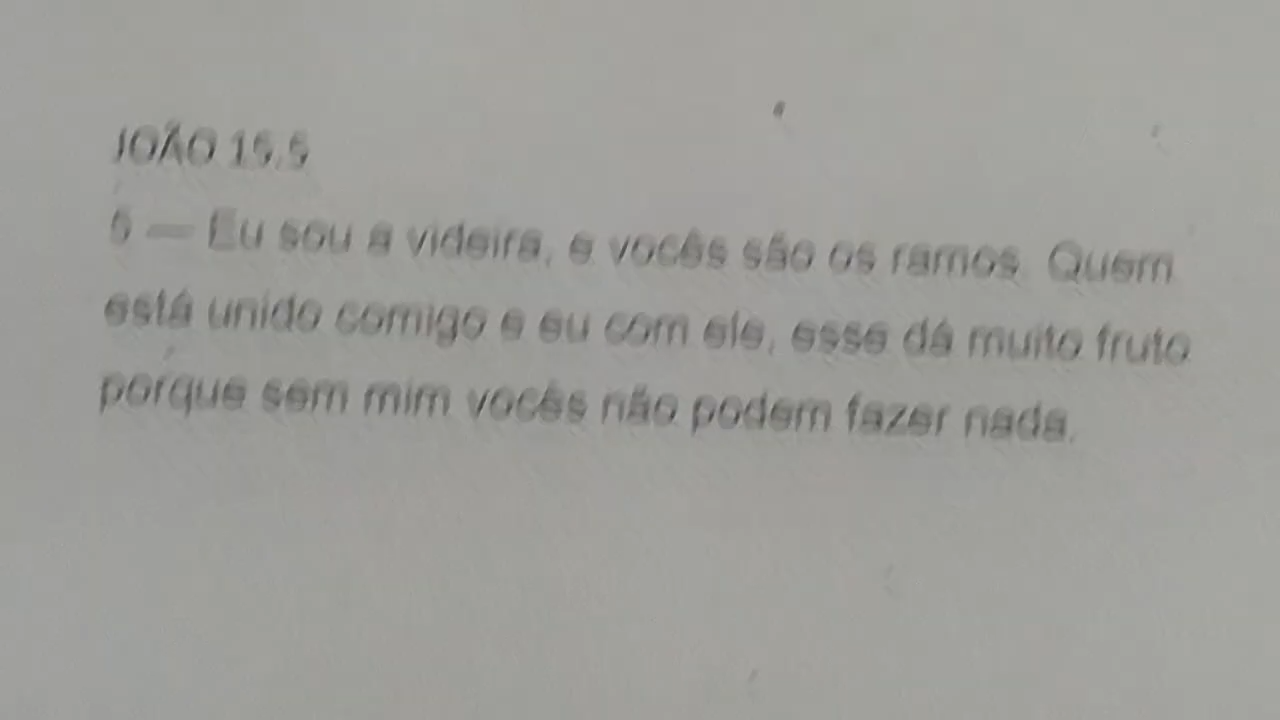 JOÃO 15.5
5 — Eu sou a videira, e vocês são os ramos. Quem
está unido comigo e eu com ele, esse dá muito fruto
porque sem mim vocês não podem fazer nada.